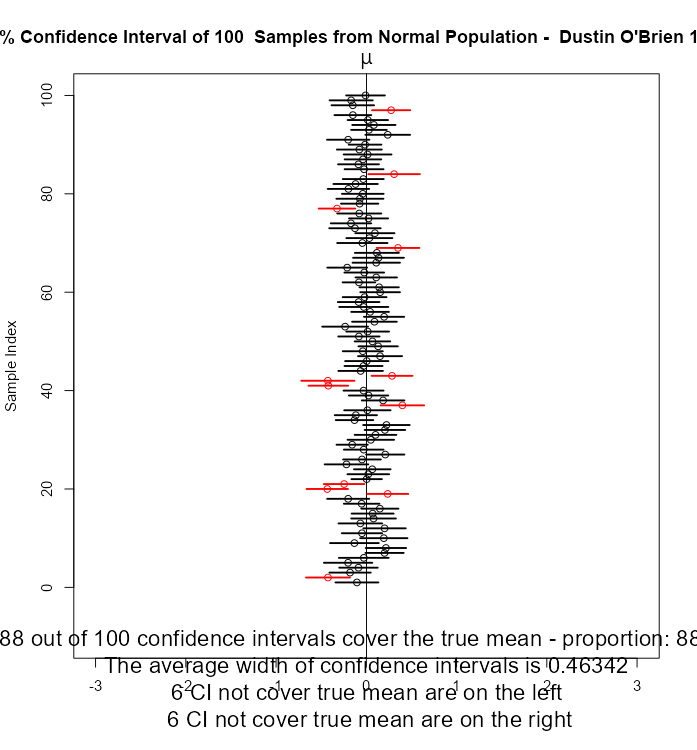 % Confidence Interval of 100 Samples from Normal Population - Dustin O'Brien 1
μ
100
80
60
40
20
0
Sample Index
88 out of 100 confidence intervals cover the true mean - proportion: 88
The average width of confidence intervals is 0.46342
-3 -2 -1 0 1 2 3
6 CI not cover true mean are on the left
6 CI not cover true mean are on the right